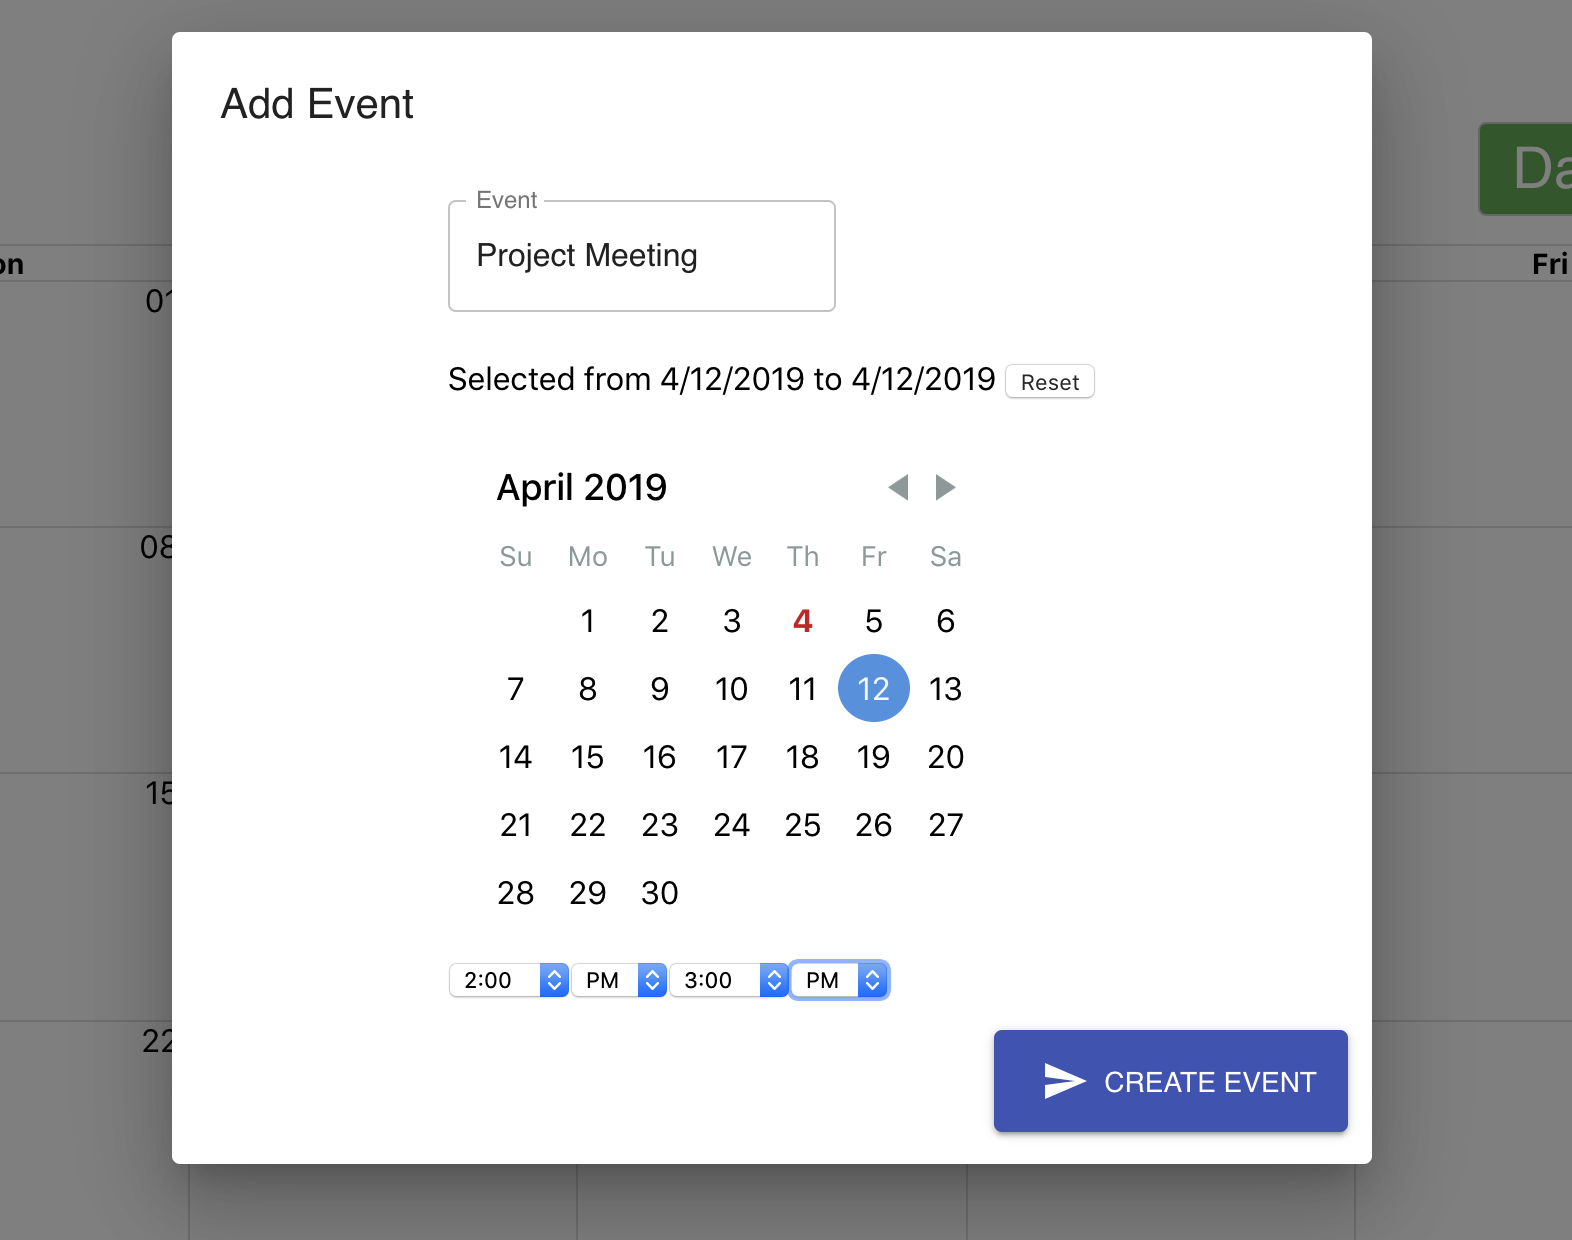 Add Event
Event
Project Meeting
Selected from 4/12/2019 to 4/12/2019 Reset
April 2019
Su Mo Tu We Th Fr Sa
1 2 3 4 5 6
7 8 9 10 11 12 13
14 15 16 17 18 19 20
21 22 23 24 25 26 27
28 29 30
2:00 PM 3:00 PM
CREATE EVENT
Fri
08
15
22